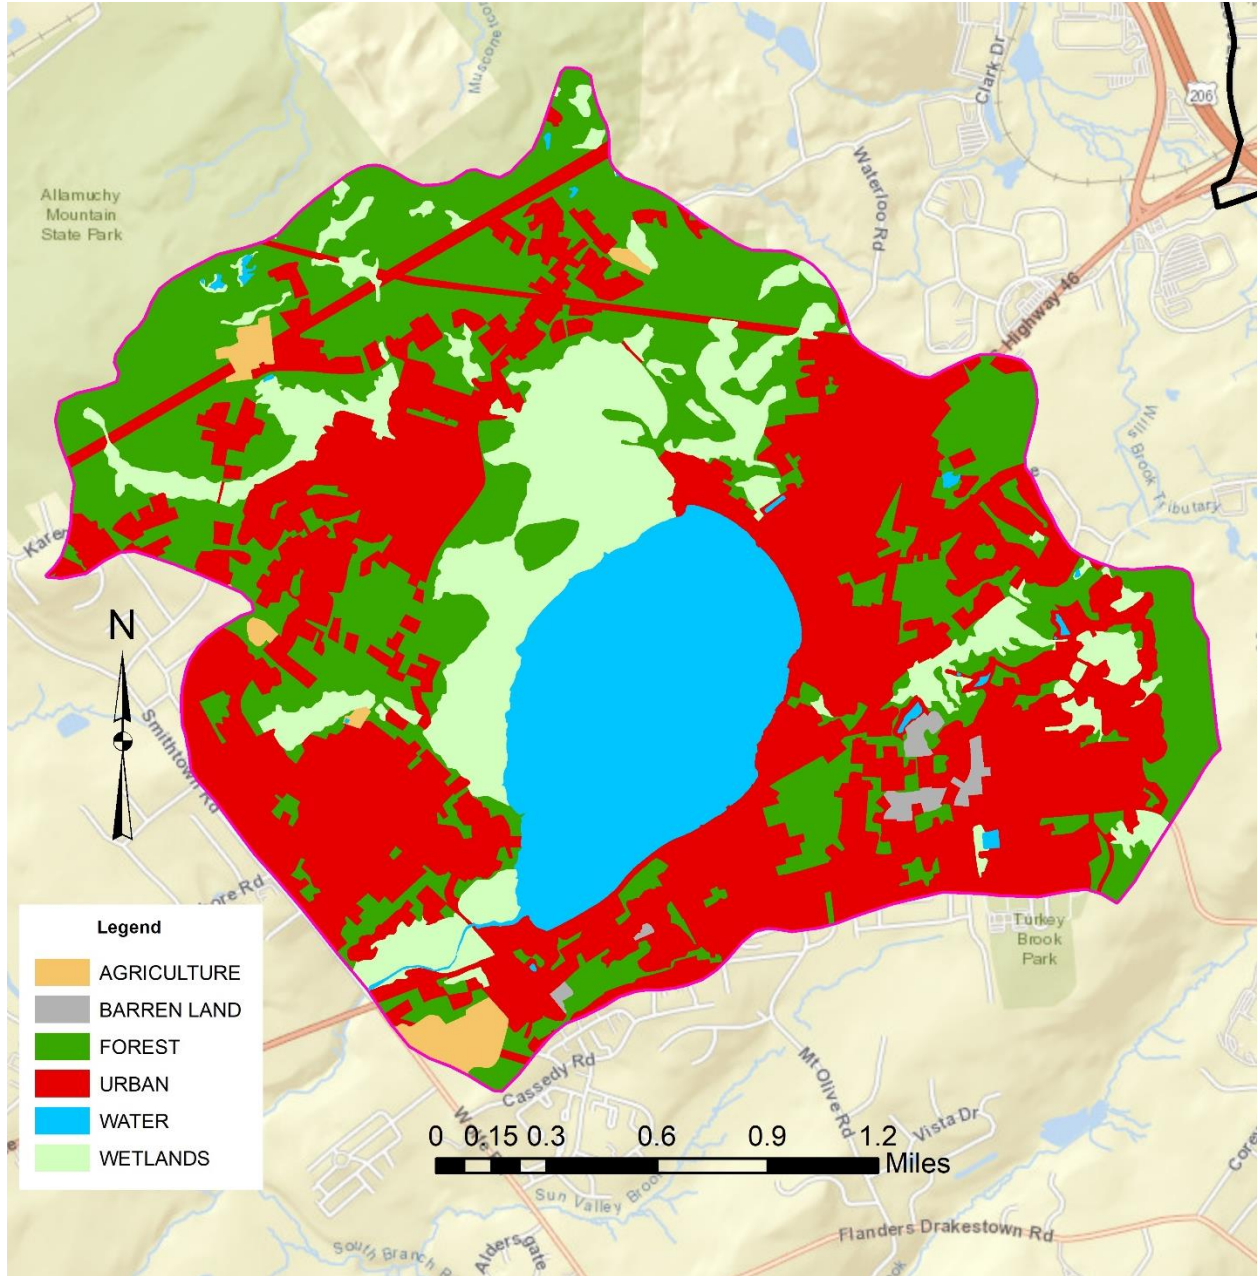 Muscone
Clark Dr
206
Allamuchy
Mountain
State Park
Waterloo Rd
Highway 46
Wills Brook Tributary
Kare
N
Smithtown Rd
ore Rd
Turkey
Brook
Park
Legend
AGRICULTURE
BARREN LAND
FOREST
URBAN
WATER
WETLANDS
Cassedy Rd
Mt Olive Rd
Vista Dr
0 0.15 0.3 0.6 0.9 1.2
Miles
Sun Valley Brook
Flanders Drakestown Rd
South Branch
Aldersgate